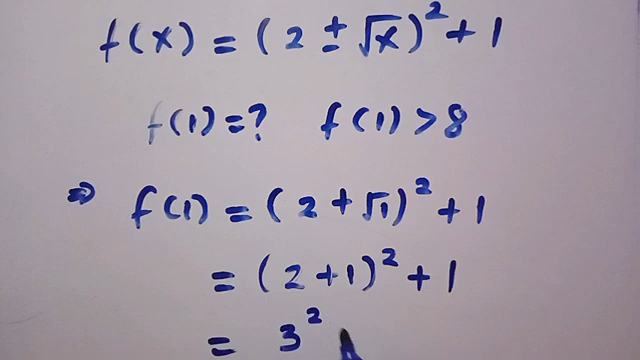 f(x) = (2 ± √x)² + 1
f(1) = ? f(1) > 8
⇒ f(1) = (2 + √1)² + 1
= (2 + 1)² + 1
= 3²